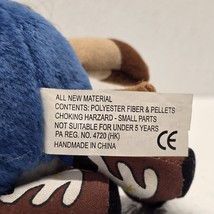 ALL NEW MATERIAL
CONTENTS: POLYESTER FIBER & PELLETS
CHOKING HARZARD - SMALL PARTS
NOT SUITABLE FOR UNDER 5 YEARS
PA REG. NO. 4720 (HK)
HANDMADE IN CHINA
CE